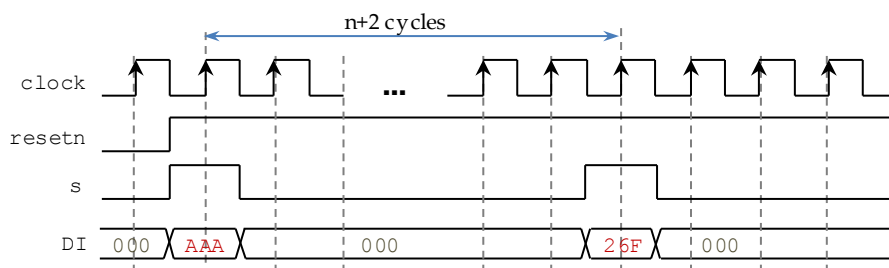 n+2 cycles
clock ...
resetn
s
DI 000 AAA 000 26F 000